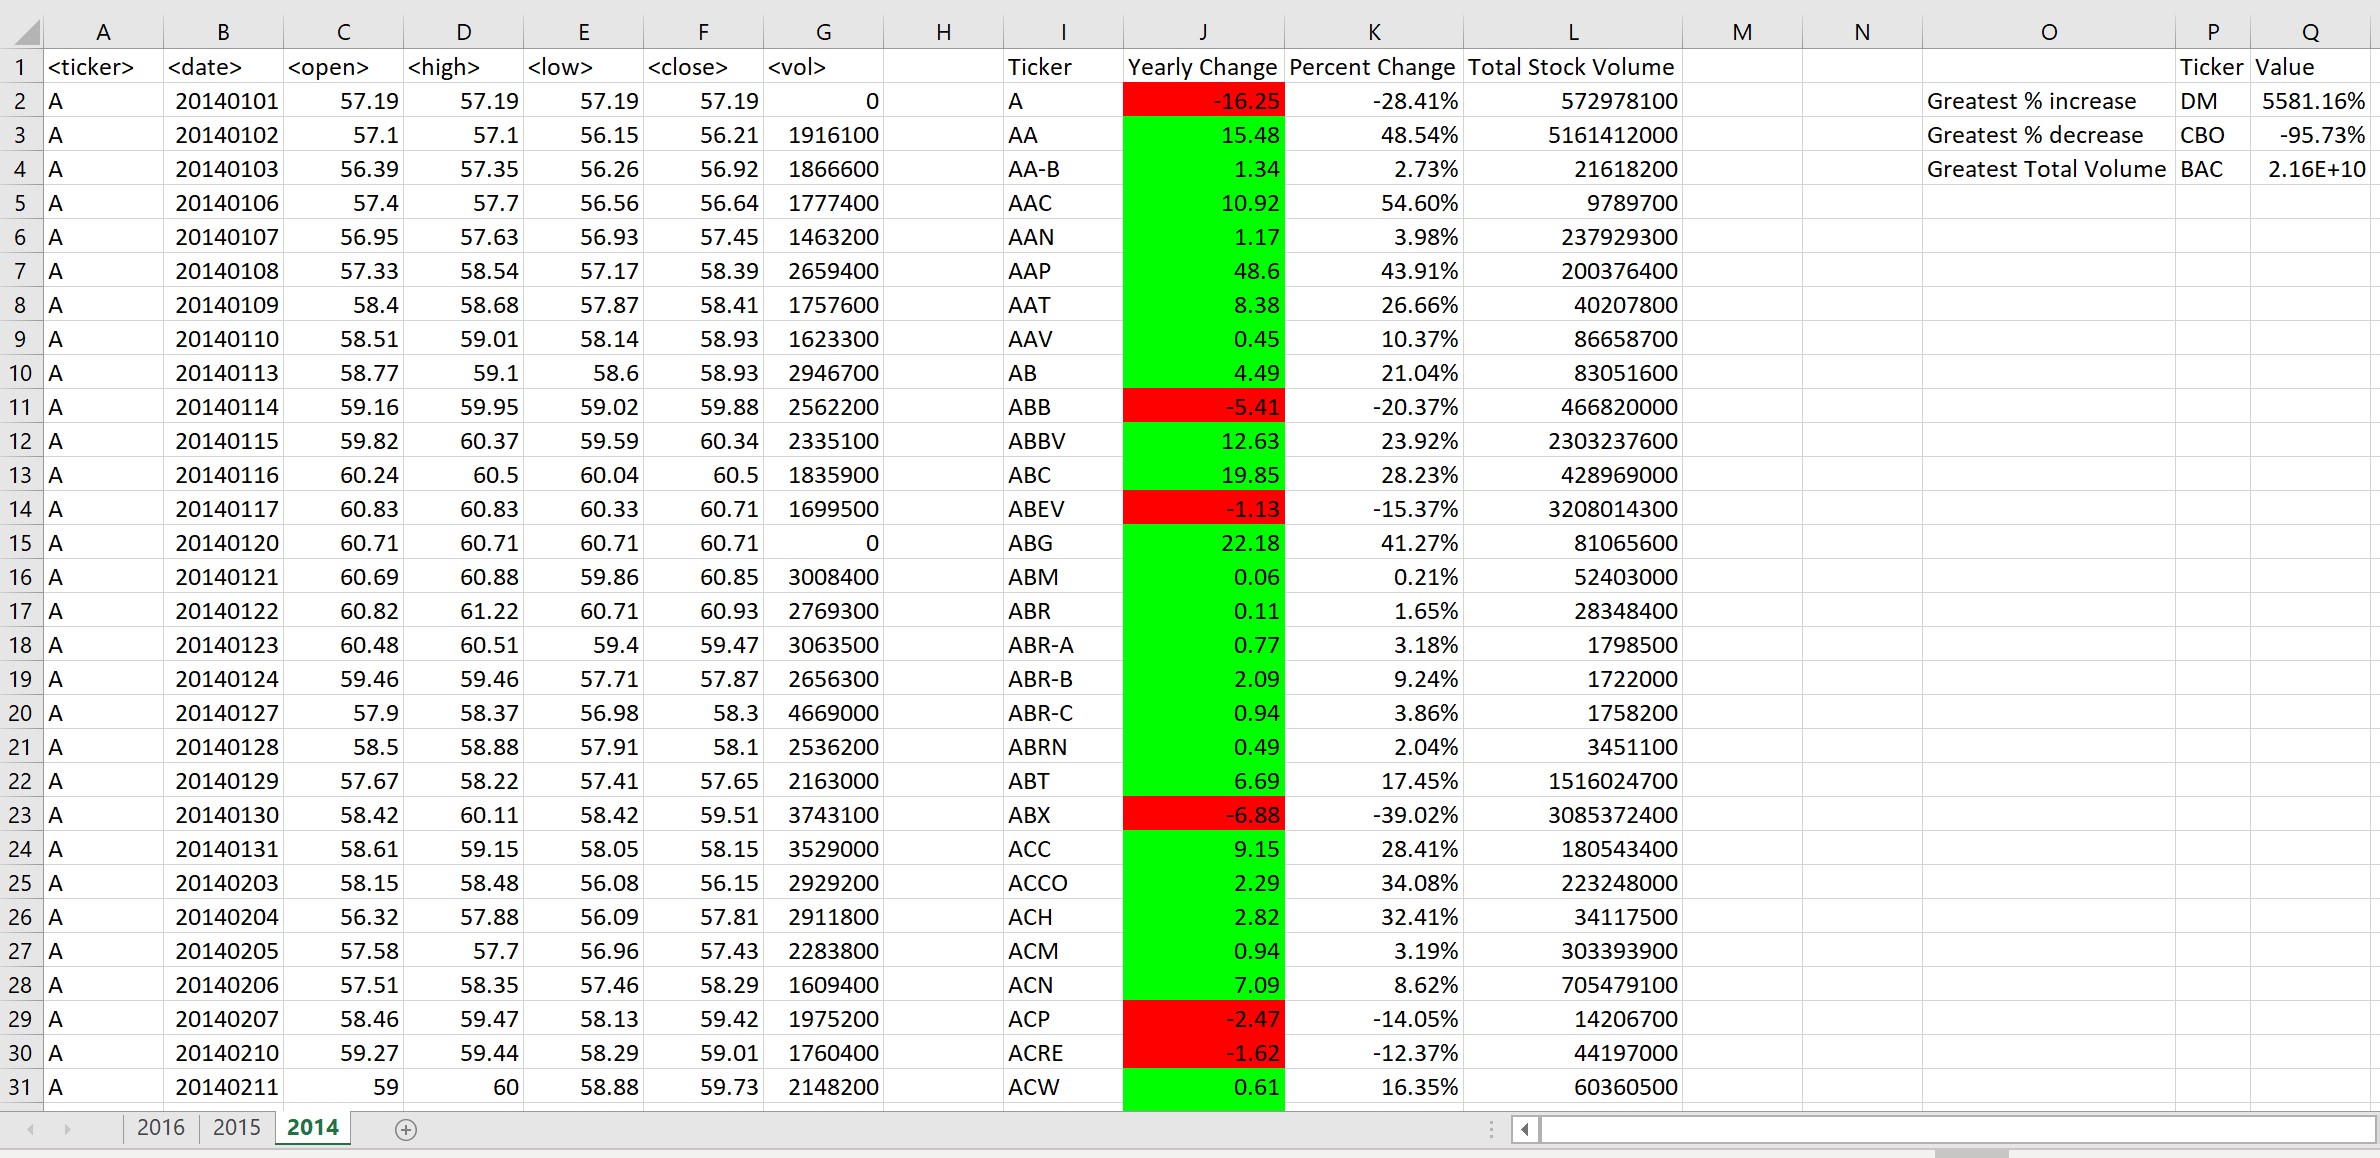 A B C D E F G H I J K L M N O P Q
1 <ticker> <date> <open> <high> <low> <close> <vol> Ticker Yearly Change Percent Change Total Stock Volume Ticker Value
2 A 20140101 57.19 57.19 57.19 57.19 0 A -16.25 -28.41% 572978100 Greatest % increase DM 5581.16%
3 A 20140102 57.1 57.1 56.15 56.21 1916100 AA 15.48 48.54% 5161412000 Greatest % decrease CBO -95.73%
4 A 20140103 56.39 57.35 56.26 56.92 1866600 AA-B 1.34 2.73% 21618200 Greatest Total Volume BAC 2.16E+10
5 A 20140106 57.4 57.7 56.56 56.64 1777400 AAC 10.92 54.60% 9789700
6 A 20140107 56.95 57.63 56.93 57.45 1463200 AAN 1.17 3.98% 237929300
7 A 20140108 57.33 58.54 57.17 58.39 2659400 AAP 48.6 43.91% 200376400
8 A 20140109 58.4 58.68 57.87 58.41 1757600 AAT 8.38 26.66% 40207800
9 A 20140110 58.51 59.01 58.14 58.93 1623300 AAV 0.45 10.37% 86658700
10 A 20140113 58.77 59.1 58.6 58.93 2946700 AB 4.49 21.04% 83051600
11 A 20140114 59.16 59.95 59.02 59.88 2562200 ABB -5.41 -20.37% 466820000
12 A 20140115 59.82 60.37 59.59 60.34 2335100 ABBV 12.63 23.92% 2303237600
13 A 20140116 60.24 60.5 60.04 60.5 1835900 ABC 19.85 28.23% 428969000
14 A 20140117 60.83 60.83 60.33 60.71 1699500 ABEV -1.13 -15.37% 3208014300
15 A 20140120 60.71 60.71 60.71 60.71 0 ABG 22.18 41.27% 81065600
16 A 20140121 60.69 60.88 59.86 60.85 3008400 ABM 0.06 0.21% 52403000
17 A 20140122 60.82 61.22 60.71 60.93 2769300 ABR 0.11 1.65% 28348400
18 A 20140123 60.48 60.51 59.4 59.47 3063500 ABR-A 0.77 3.18% 1798500
19 A 20140124 59.46 59.46 57.71 57.87 2656300 ABR-B 2.09 9.24% 1722000
20 A 20140127 57.9 58.37 56.98 58.3 4669000 ABR-C 0.94 3.86% 1758200
21 A 20140128 58.5 58.88 57.91 58.1 2536200 ABRN 0.49 2.04% 3451100
22 A 20140129 57.67 58.22 57.41 57.65 2163000 ABT 6.69 17.45% 1516024700
23 A 20140130 58.42 60.11 58.42 59.51 3743100 ABX -6.88 -39.02% 3085372400
24 A 20140131 58.61 59.15 58.05 58.15 3529000 ACC 9.15 28.41% 180543400
25 A 20140203 58.15 58.48 56.08 56.15 2929200 ACCO 2.29 34.08% 223248000
26 A 20140204 56.32 57.88 56.09 57.81 2911800 ACH 2.82 32.41% 34117500
27 A 20140205 57.58 57.7 56.96 57.43 2283800 ACM 0.94 3.19% 303393900
28 A 20140206 57.51 58.35 57.46 58.29 1609400 ACN 7.09 8.62% 705479100
29 A 20140207 58.46 59.47 58.13 59.42 1975200 ACP -2.47 -14.05% 14206700
30 A 20140210 59.27 59.44 58.29 59.01 1760400 ACRE -1.62 -12.37% 44197000
31 A 20140211 59 60 58.88 59.73 2148200 ACW 0.61 16.35% 60360500
2016 2015 2014